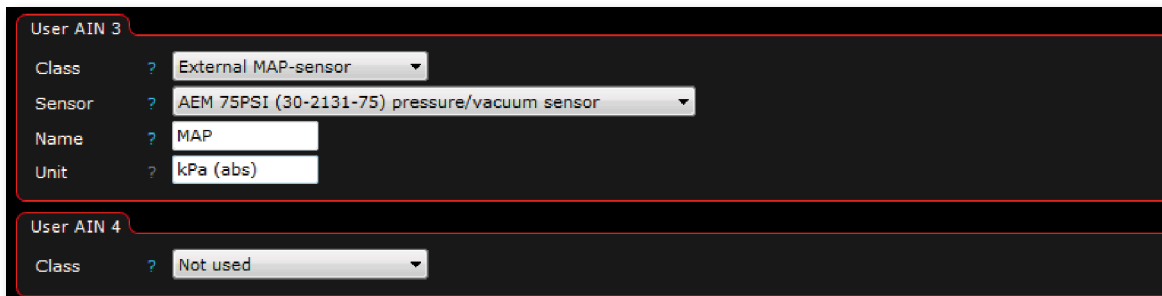 User AIN 3
Class ? External MAP-sensor
Sensor ? AEM 75PSI (30-2131-75) pressure/vacuum sensor
Name ? MAP
Unit ? kPa (abs)
User AIN 4
Class ? Not used